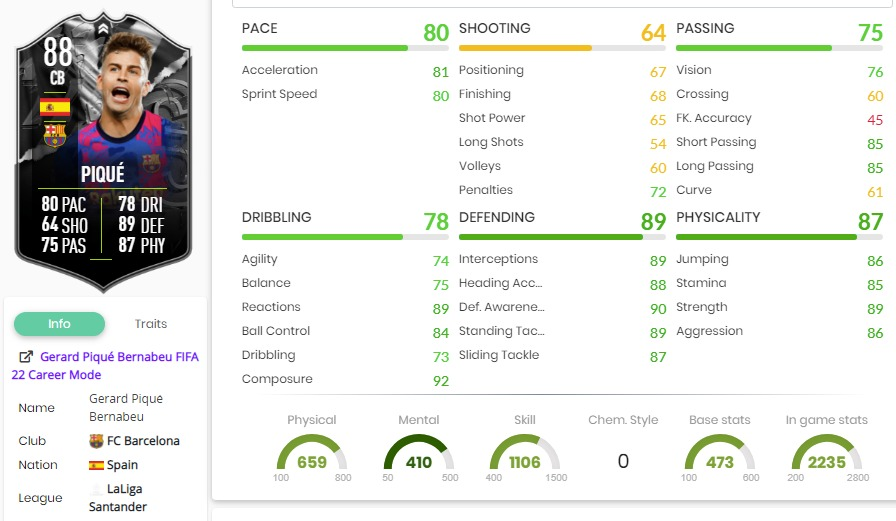 88
CB
PIQUÉ
80 PAC 78 DRI
64 SHO 89 DEF
75 PAS 87 PHY
Info Traits
Gerard Piqué Bernabeu FIFA
22 Career Mode
Name Gerard Piqué
Bernabeu
Club FC Barcelona
Nation Spain
League LaLiga
Santander
PACE 80
Acceleration 81
Sprint Speed 80
SHOOTING 64
Positioning 67
Finishing 68
Shot Power 65
Long Shots 54
Volleys 60
Penalties 72
PASSING 75
Vision 76
Crossing 60
FK. Accuracy 45
Short Passing 85
Long Passing 85
Curve 61
DRIBBLING 78
Agility 74
Balance 75
Reactions 89
Ball Control 84
Dribbling 73
Composure 92
DEFENDING 89
Interceptions 89
Heading Acc... 88
Def. Awarene... 90
Standing Tac... 89
Sliding Tackle 87
PHYSICALITY 87
Jumping 86
Stamina 85
Strength 89
Aggression 86
Physical
659
100 800
Mental
410
50 500
Skill
1106
400 1500
Chem. Style
0
Base stats
473
100 600
In game stats
2235
200 2800